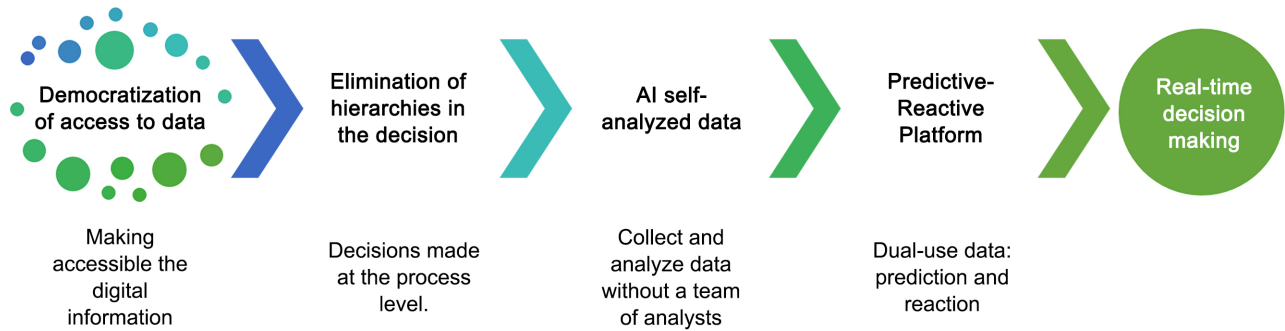 Democratization
of access to data
Elimination of
hierarchies in
the decision
AI self-
analyzed data
Predictive-
Reactive
Platform
Real-time
decision
making
Making
accessible the
digital
information
Decisions made
at the process
level.
Collect and
analyze data
without a team
of analysts
Dual-use data:
prediction and
reaction